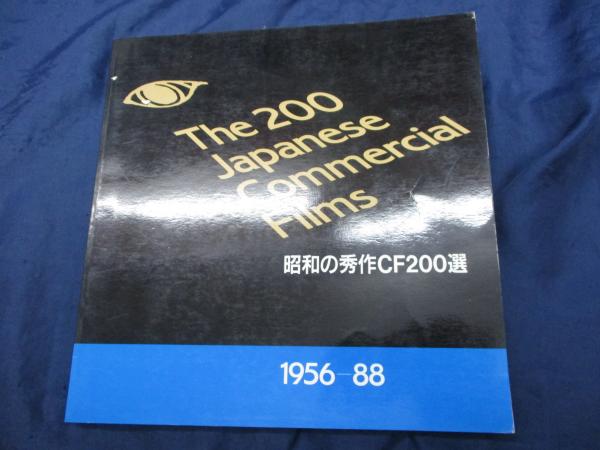 The 200
Japanese
Commercial
Films
昭和の秀作CF200選
1956-88